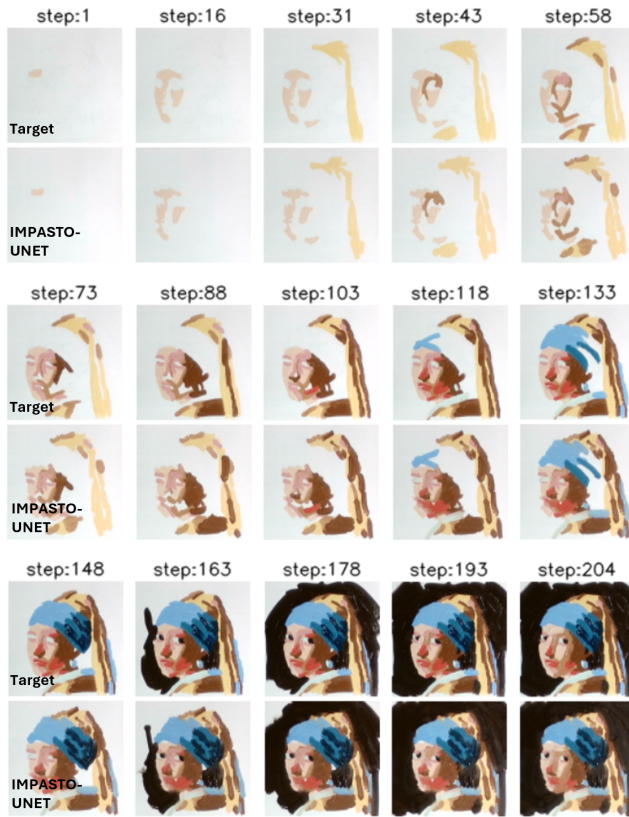 step:1 step:16 step:31 step:43 step:58
Target
IMPASTO-
UNET
step:73 step:88 step:103 step:118 step:133
Target
IMPASTO-
UNET
step:148 step:163 step:178 step:193 step:204
Target
IMPASTO-
UNET